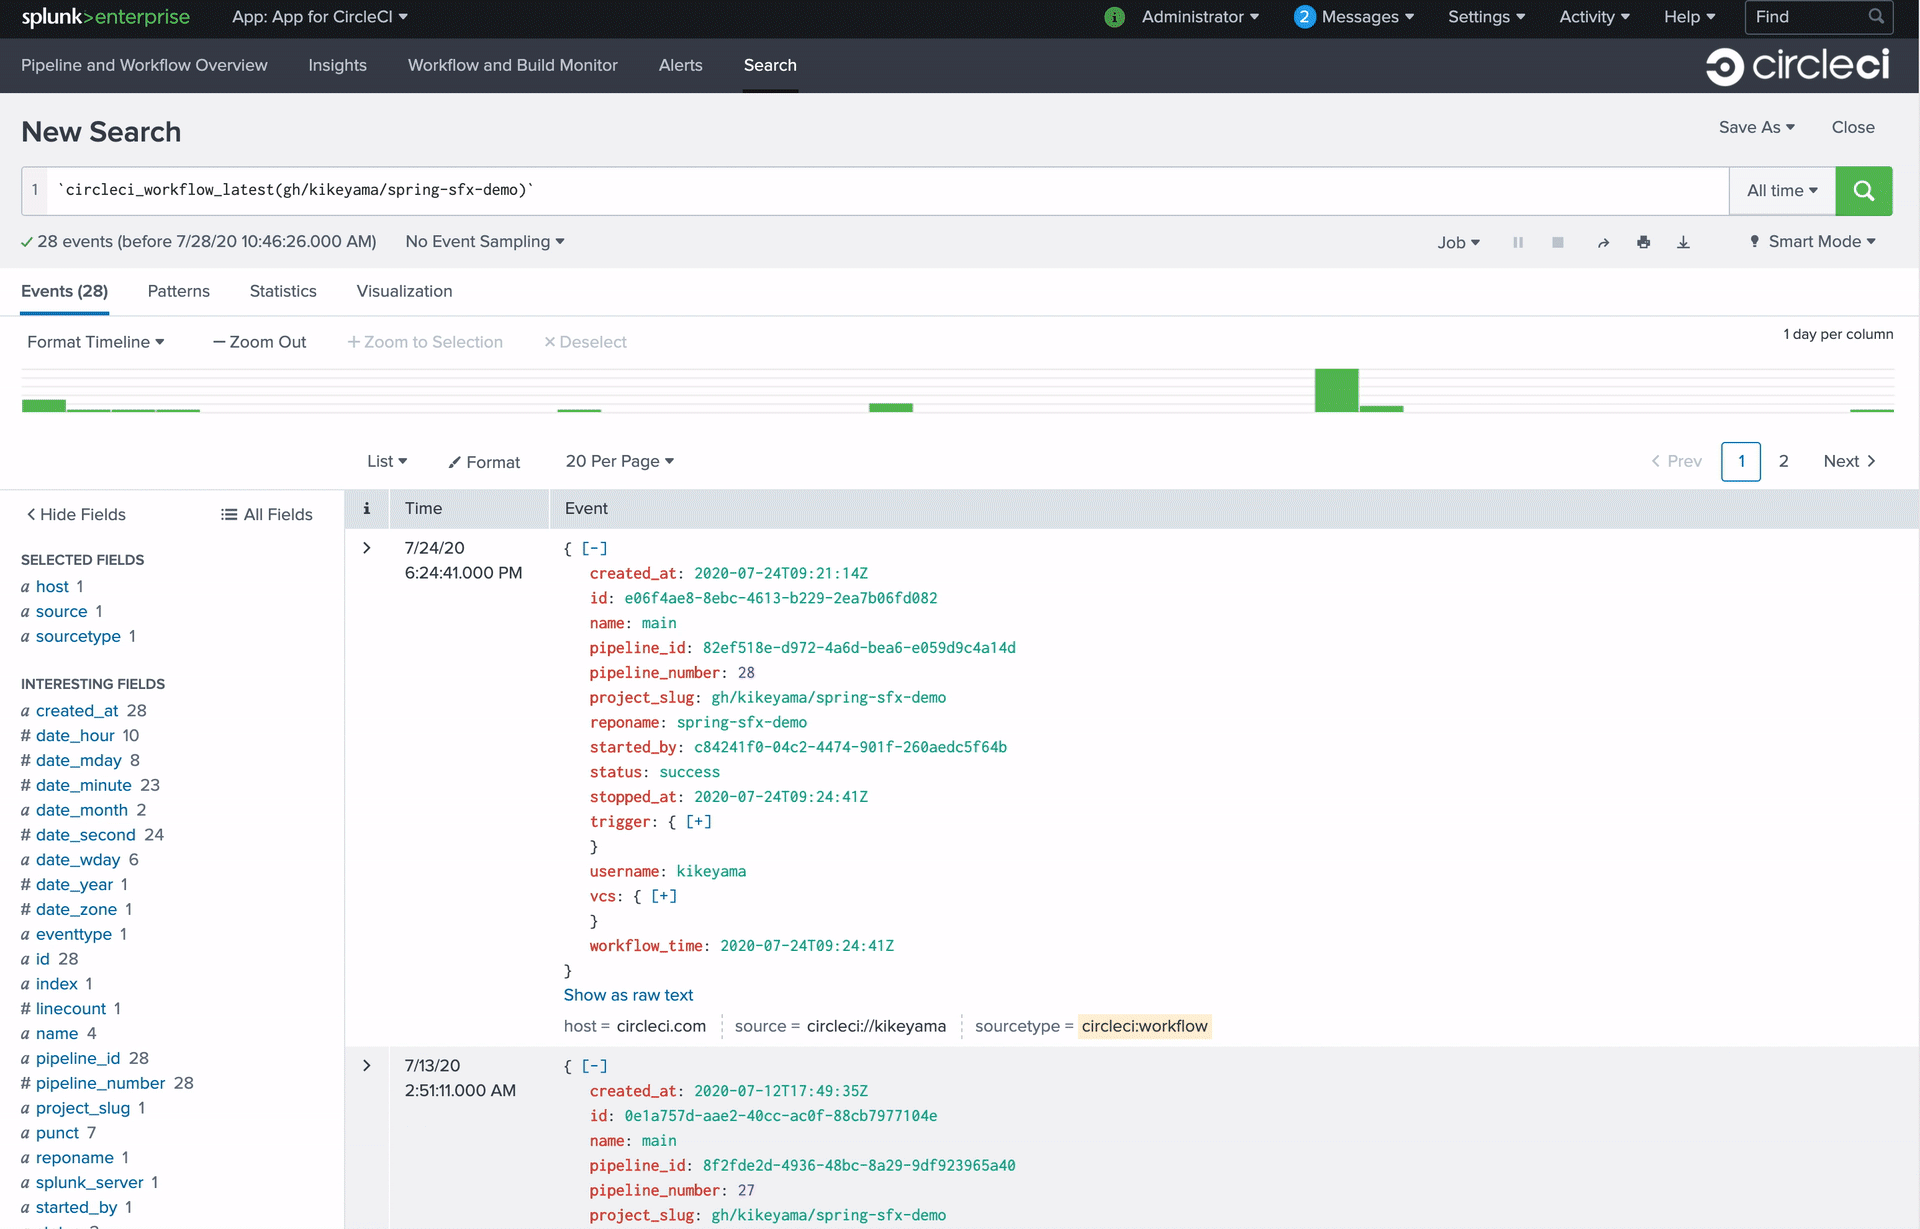 splunk>enterprise App: App for CircleCI i Administrator 2 Messages Settings Activity Help Find
Pipeline and Workflow Overview Insights Workflow and Build Monitor Alerts Search circleci
New Search Save As Close
1 `circleci_workflow_latest(gh/kikeyama/spring-sfx-demo)` All time
28 events (before 7/28/20 10:46:26.000 AM) No Event Sampling Job Smart Mode
Events (28) Patterns Statistics Visualization
Format Timeline — Zoom Out + Zoom to Selection × Deselect 1 day per column
List Format 20 Per Page < Prev 1 2 Next >
< Hide Fields All Fields
SELECTED FIELDS
a host 1
a source 1
a sourcetype 1
INTERESTING FIELDS
a created_at 28
# date_hour 10
# date_mday 8
# date_minute 23
a date_month 2
# date_second 24
a date_wday 6
# date_year 1
# date_zone 1
a eventtype 1
a id 28
a index 1
# linecount 1
a name 4
a pipeline_id 28
# pipeline_number 28
a project_slug 1
a punct 7
a reponame 1
a splunk_server 1
a started_by 1
i Time Event
> 7/24/20 6:24:41.000 PM
{ [-]
created_at: 2020-07-24T09:21:14Z
id: e06f4ae8-8ebc-4613-b229-2ea7b06fd082
name: main
pipeline_id: 82ef518e-d972-4a6d-bea6-e059d9c4a14d
pipeline_number: 28
project_slug: gh/kikeyama/spring-sfx-demo
reponame: spring-sfx-demo
started_by: c84241f0-04c2-4474-901f-260aedc5f64b
status: success
stopped_at: 2020-07-24T09:24:41Z
trigger: { [+]
}
username: kikeyama
vcs: { [+]
}
workflow_time: 2020-07-24T09:24:41Z
}
Show as raw text
host = circleci.com source = circleci://kikeyama sourcetype = circleci:workflow
> 7/13/20 2:51:11.000 AM
{ [-]
created_at: 2020-07-12T17:49:35Z
id: 0e1a757d-aae2-40cc-ac0f-88cb7977104e
name: main
pipeline_id: 8f2fde2d-4936-48bc-8a29-9df923965a40
pipeline_number: 27
project_slug: gh/kikeyama/spring-sfx-demo